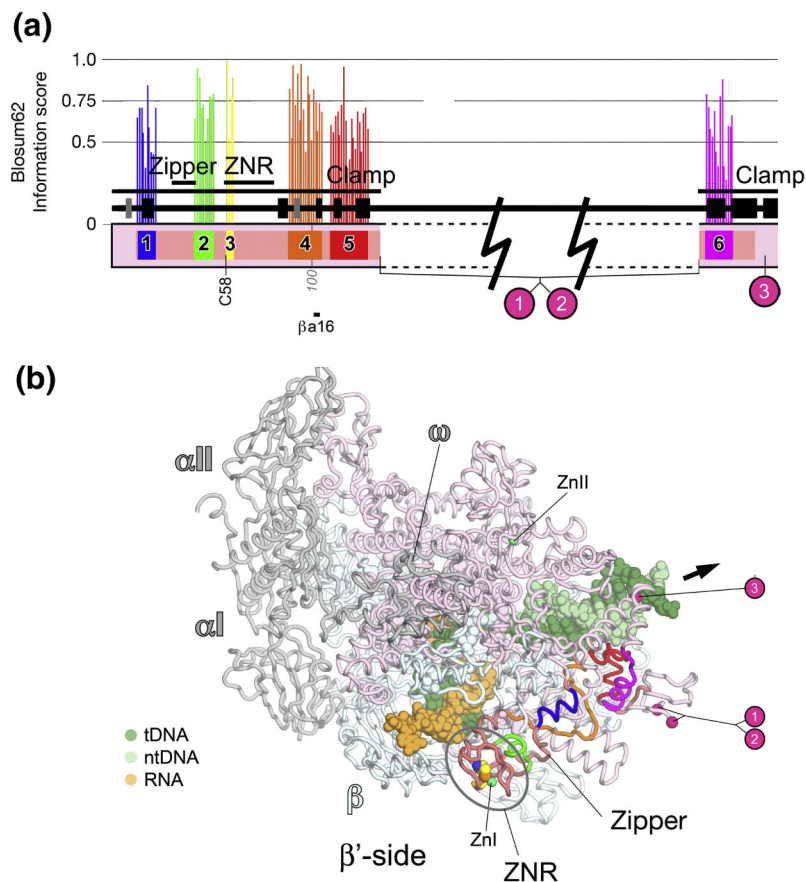 (a)
Blosum62
Information score
1.0
0.75
0.5
0
Zipper ZNR
Clamp
Clamp
1 2 3 4 5 6
C58
100
βa16
1 2
3
(b)
αII
ω
ZnII
3
αI
1
2
tDNA
ntDNA
RNA
β
Zipper
ZnI
β'-side
ZNR